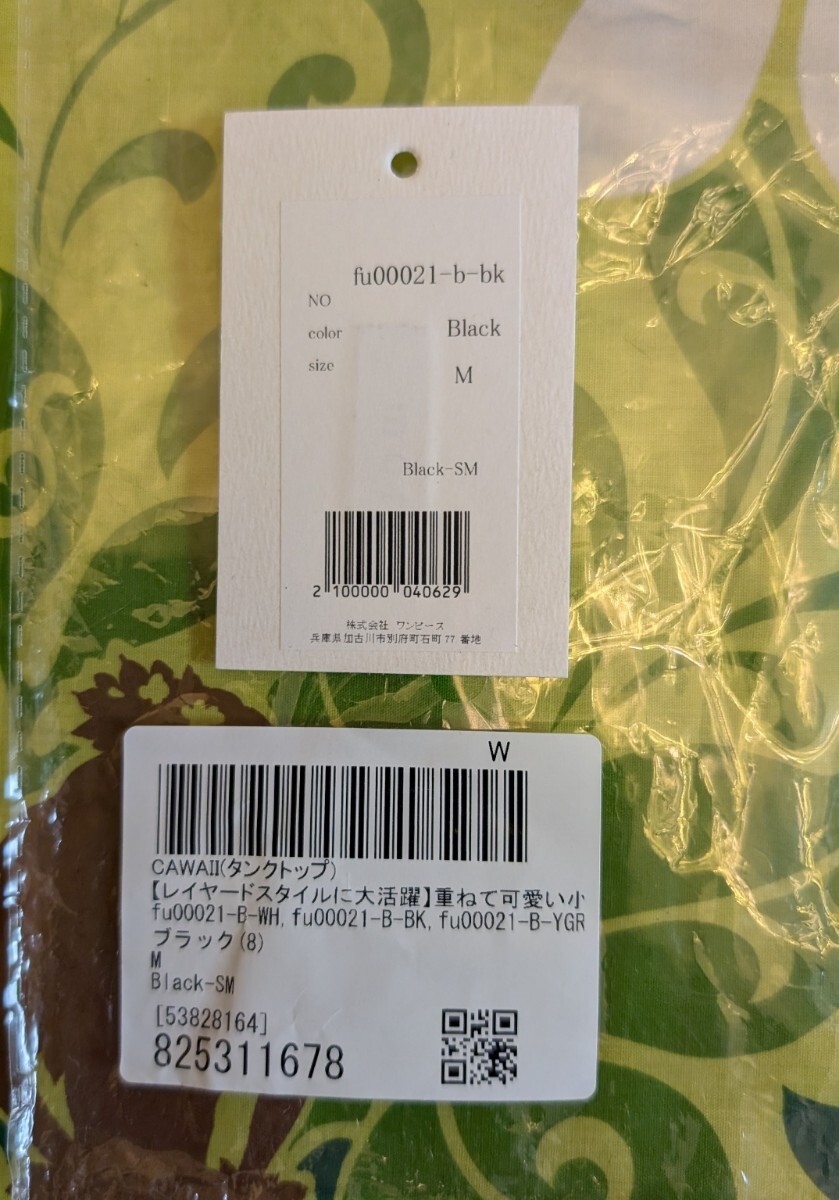 fu00021-b-bk
NO
color Black
size M
Black-SM
2 100000 040629
株式会社 ワンピース
兵庫県加古川市別府町石町 77 番地
W
CAWAII(タンクトップ)
【レイヤードスタイルに大活躍】重ねて可愛い小
fu00021-B-WH, fu00021-B-BK, fu00021-B-YGR
ブラック(8)
M
Black-SM
[53828164]
825311678